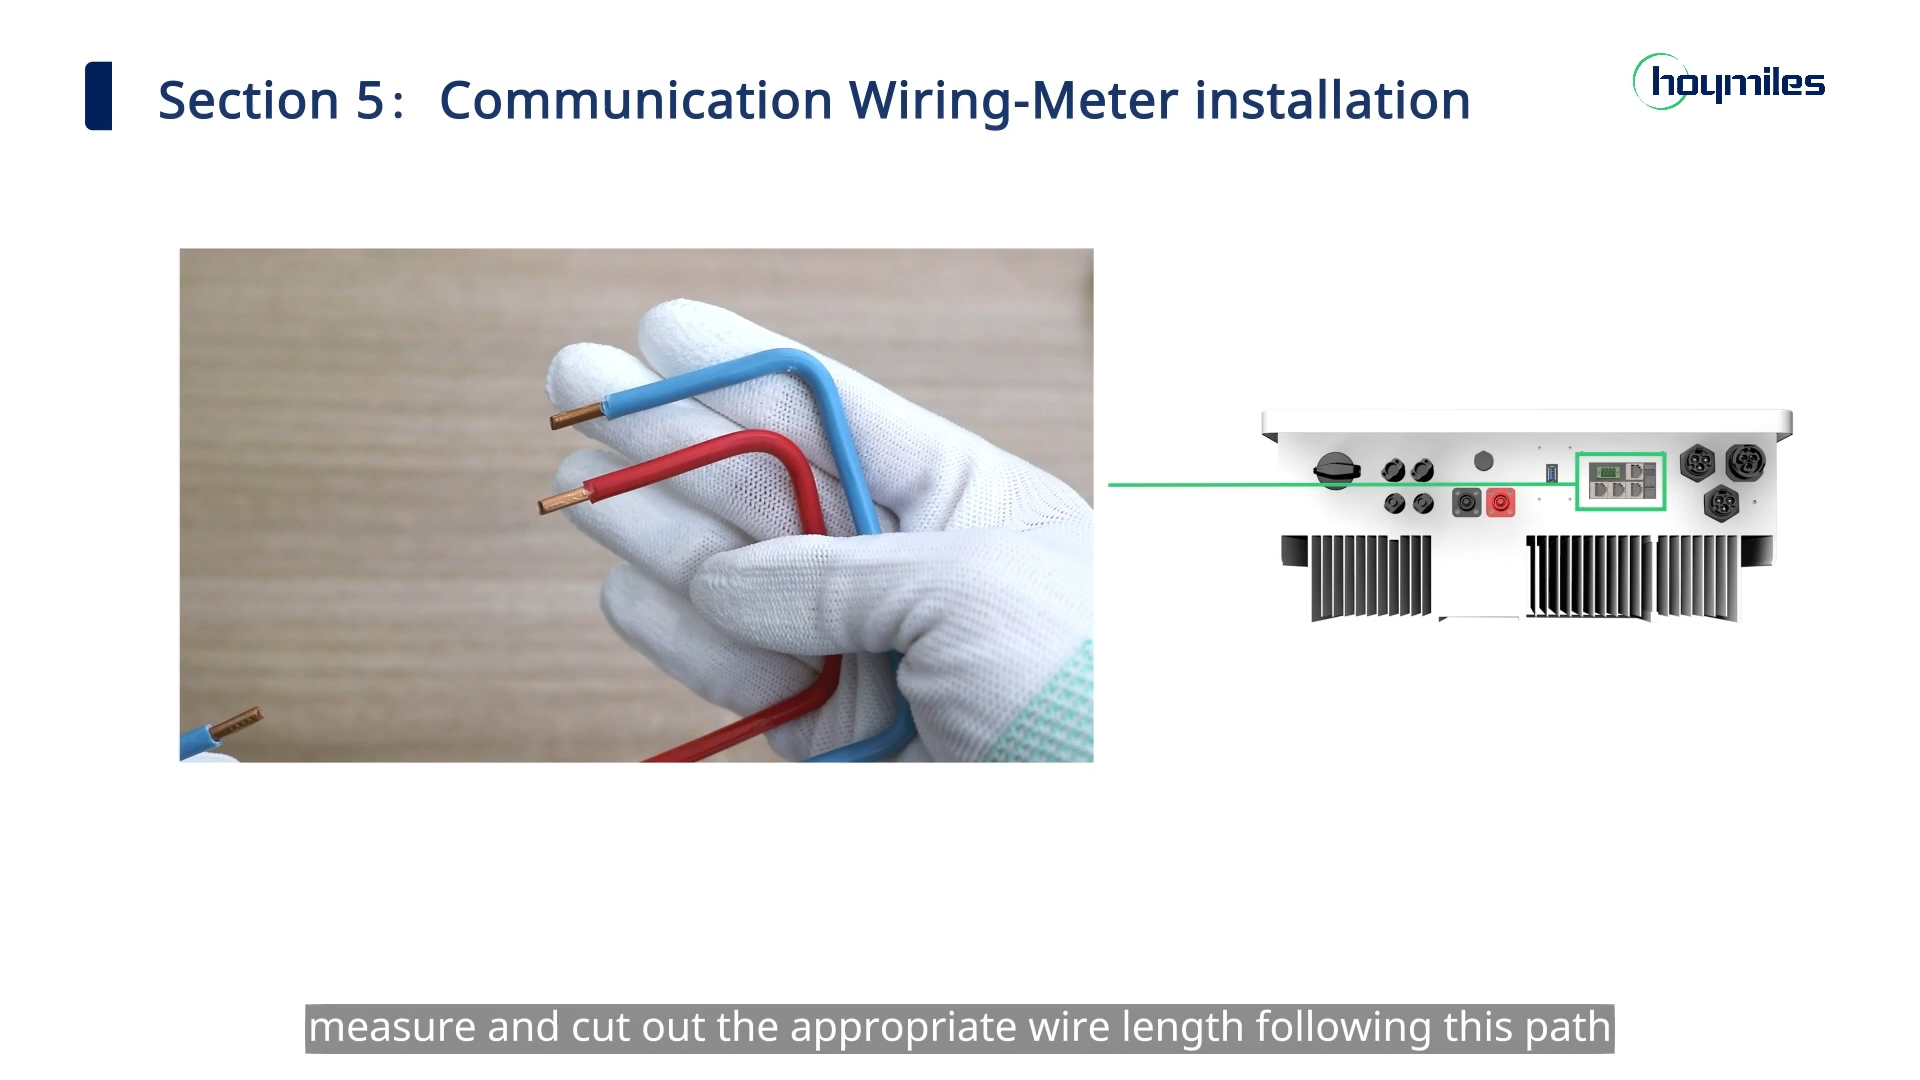 Section 5： Communication Wiring-Meter installation
hoymiles
measure and cut out the appropriate wire length following this path